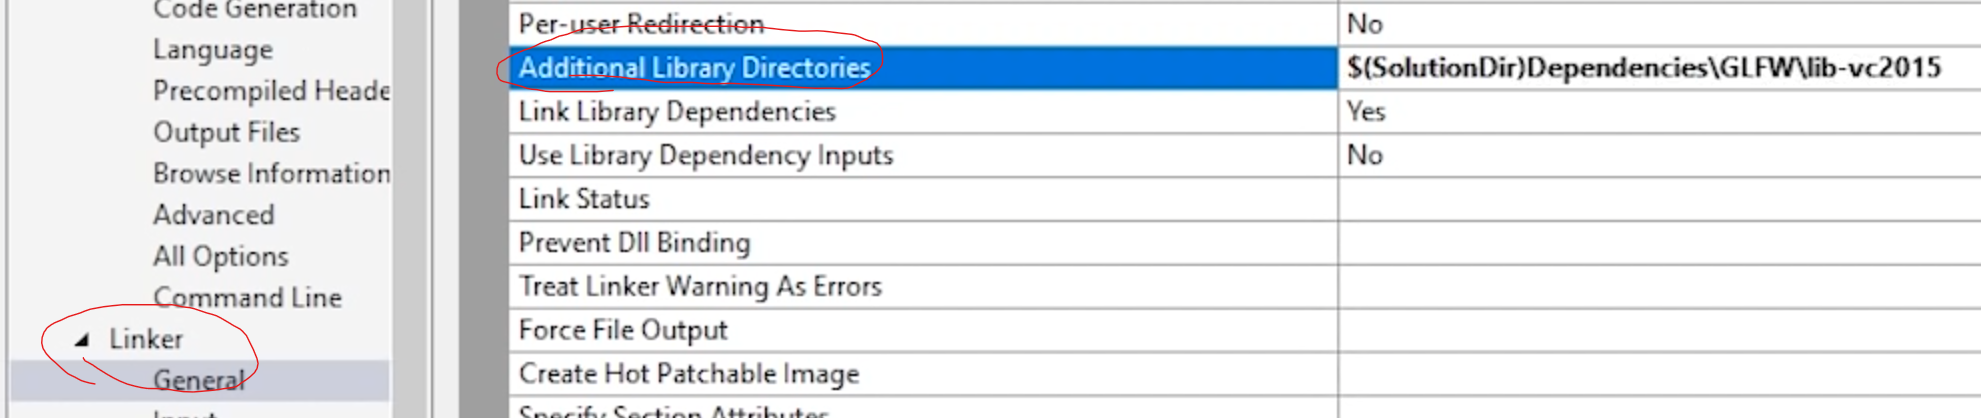 Code Generation
Language
Precompiled Heade
Output Files
Browse Information
Advanced
All Options
Command Line
Linker
General
Input
Per-user Redirection No
Additional Library Directories $(SolutionDir)Dependencies\GLFW\lib-vc2015
Link Library Dependencies Yes
Use Library Dependency Inputs No
Link Status
Prevent Dll Binding
Treat Linker Warning As Errors
Force File Output
Create Hot Patchable Image
Specify Section Attributes